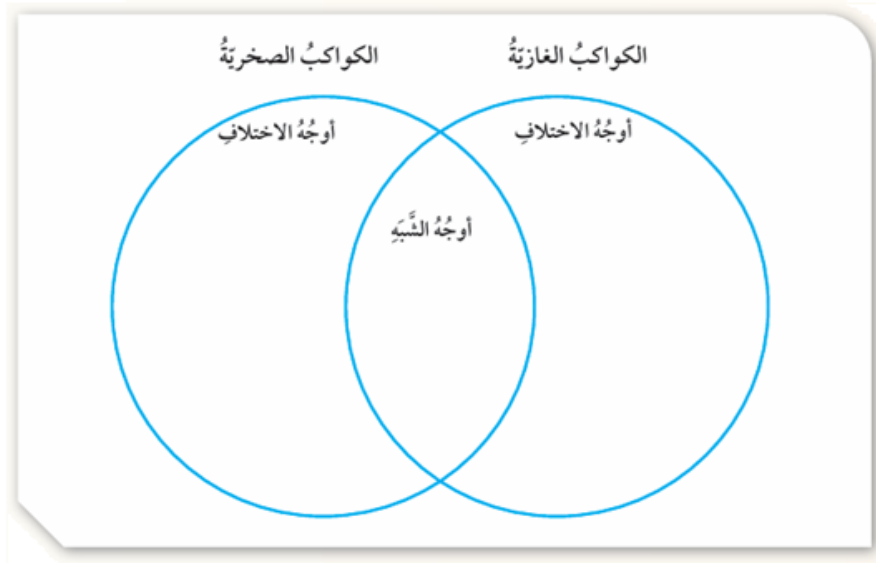 الكواكبُ الغازيّةُ
الكواكبُ الصخريّةُ
أوجُهُ الاختلافِ
أوجُهُ الاختلافِ
أوجُهُ الشَّبَهِ